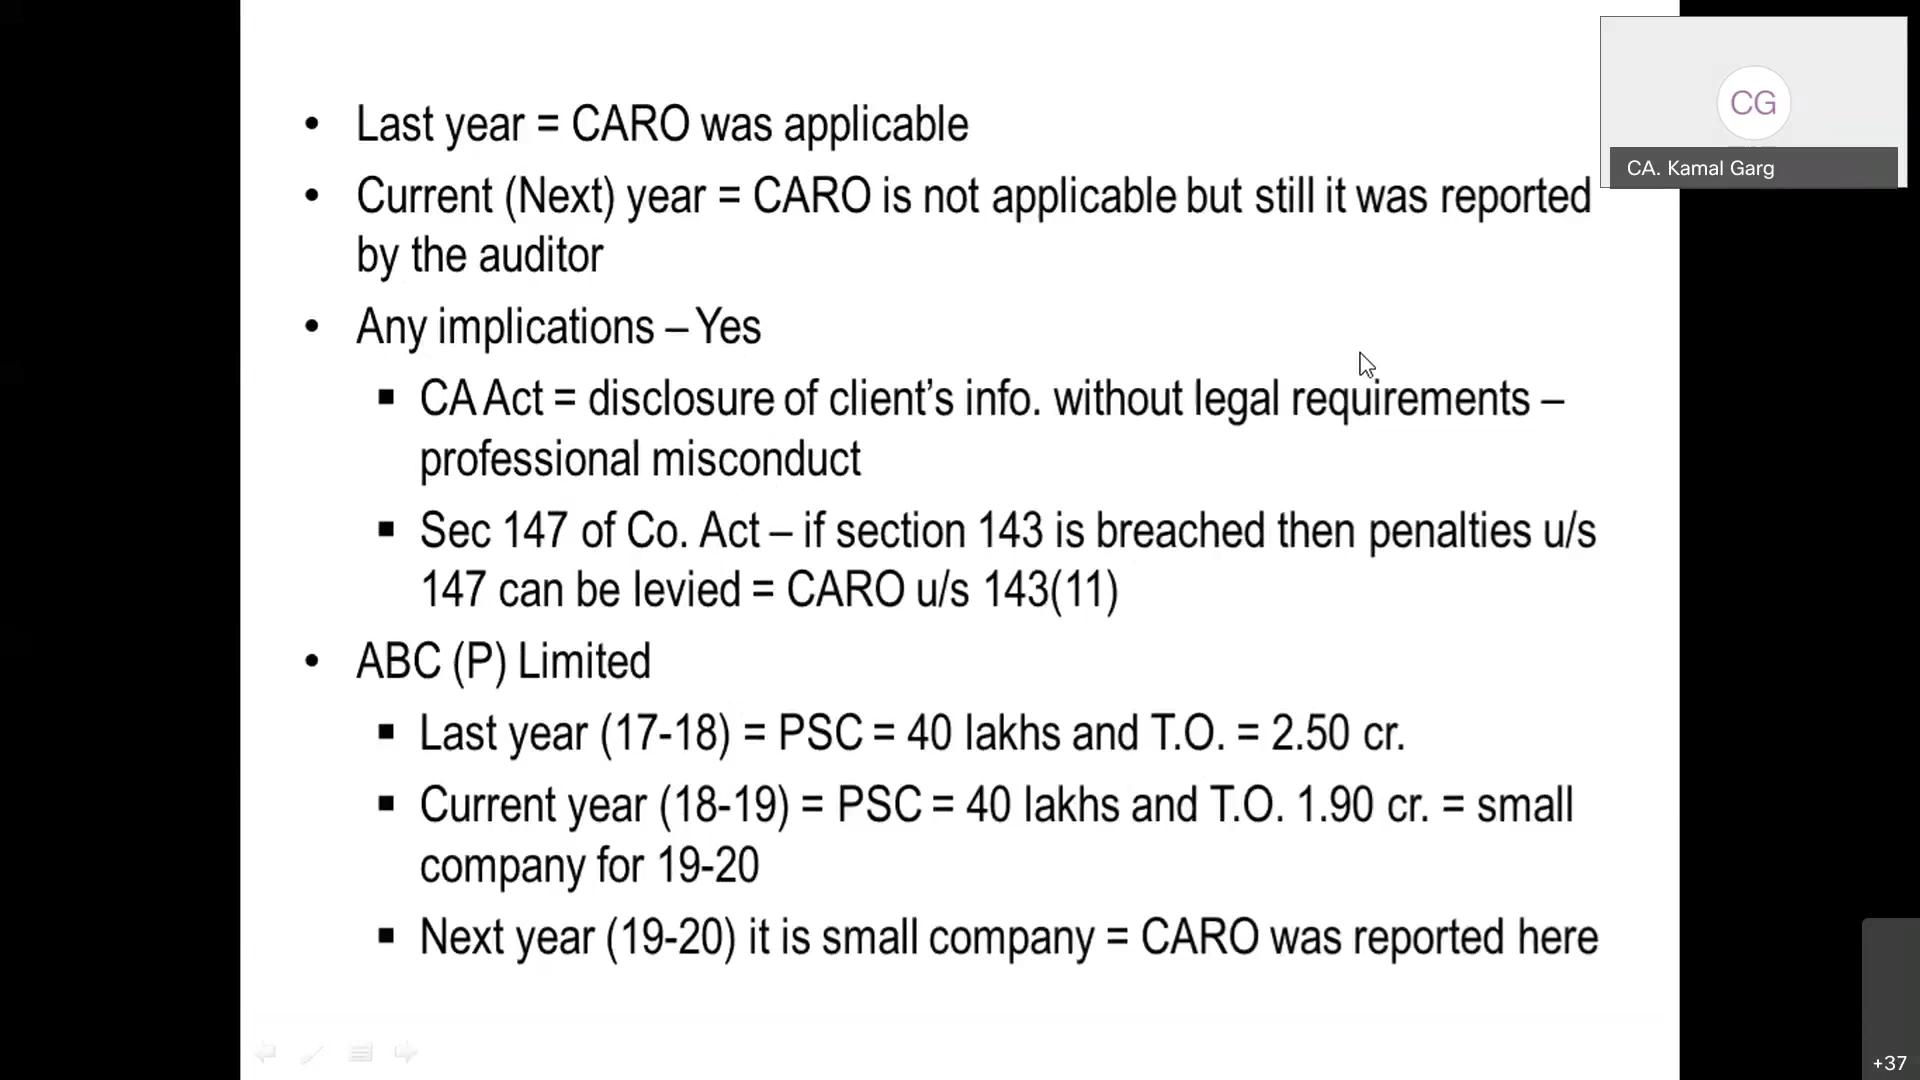 • Last year = CARO was applicable
• Current (Next) year = CARO is not applicable but still it was reported
by the auditor
• Any implications – Yes
▪ CA Act = disclosure of client’s info. without legal requirements –
professional misconduct
▪ Sec 147 of Co. Act – if section 143 is breached then penalties u/s
147 can be levied = CARO u/s 143(11)
• ABC (P) Limited
▪ Last year (17-18) = PSC = 40 lakhs and T.O. = 2.50 cr.
▪ Current year (18-19) = PSC = 40 lakhs and T.O. 1.90 cr. = small
company for 19-20
▪ Next year (19-20) it is small company = CARO was reported here
CG
CA. Kamal Garg
+37